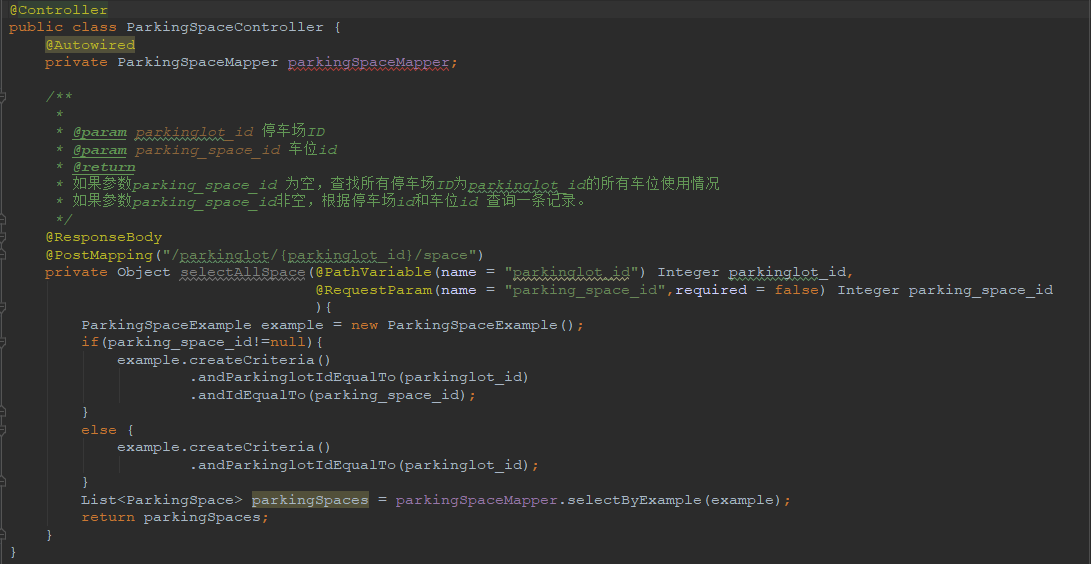 @Controller
public class ParkingSpaceController {
@Autowired
private ParkingSpaceMapper parkingSpaceMapper;
/**
*
* @param parkinglot_id 停车场ID
* @param parking_space_id 车位id
* @return
* 如果参数parking_space_id 为空，查找所有停车场ID为parkinglot_id的所有车位使用情况
* 如果参数parking_space_id非空，根据停车场id和车位id 查询一条记录。
*/
@ResponseBody
@PostMapping("/parkinglot/{parkinglot_id}/space")
private Object selectAllSpace(@PathVariable(name = "parkinglot_id") Integer parkinglot_id,
@RequestParam(name = "parking_space_id",required = false) Integer parking_space_id
){
ParkingSpaceExample example = new ParkingSpaceExample();
if(parking_space_id!=null){
example.createCriteria()
.andParkinglotIdEqualTo(parkinglot_id)
.andIdEqualTo(parking_space_id);
}
else {
example.createCriteria()
.andParkinglotIdEqualTo(parkinglot_id);
}
List<ParkingSpace> parkingSpaces = parkingSpaceMapper.selectByExample(example);
return parkingSpaces;
}
}